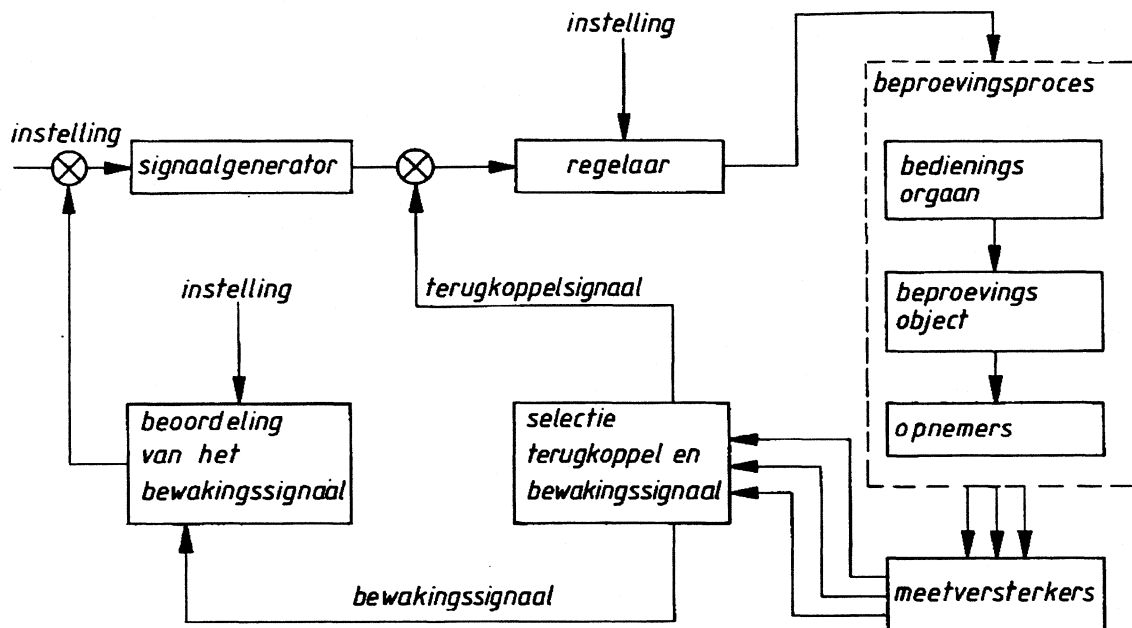 instelling
beproevingsproces
instelling
signaalgenerator
regelaar
bedienings
orgaan
instelling
terugkoppelsignaal
beproevings
object
beoordeling
van het
bewakingssignaal
selectie
terugkoppel en
bewakingssignaal
opnemers
bewakingssignaal
meetversterkers